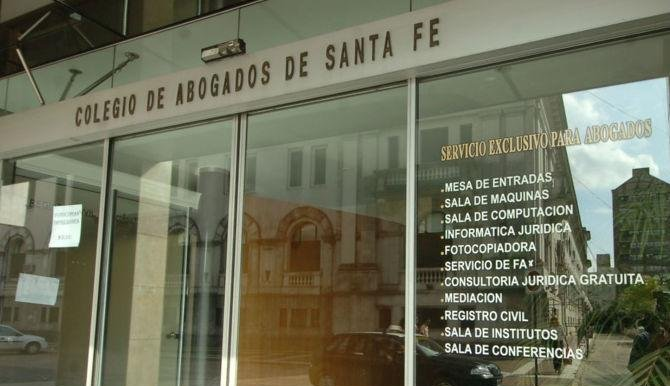 COLEGIO DE ABOGADOS DE SANTA FE
SERVICIO EXCLUSIVO PARA ABOGADOS
.MESA DE ENTRADAS
.SALA DE MAQUINAS
.SALA DE COMPUTACION
.INFORMATICA JURIDICA
.FOTOCOPIADORA
.SERVICIO DE FAX
.CONSULTORIA JURIDICA GRATUITA
.MEDIACION
.REGISTRO CIVIL
.SALA DE INSTITUTOS
.SALA DE CONFERENCIAS